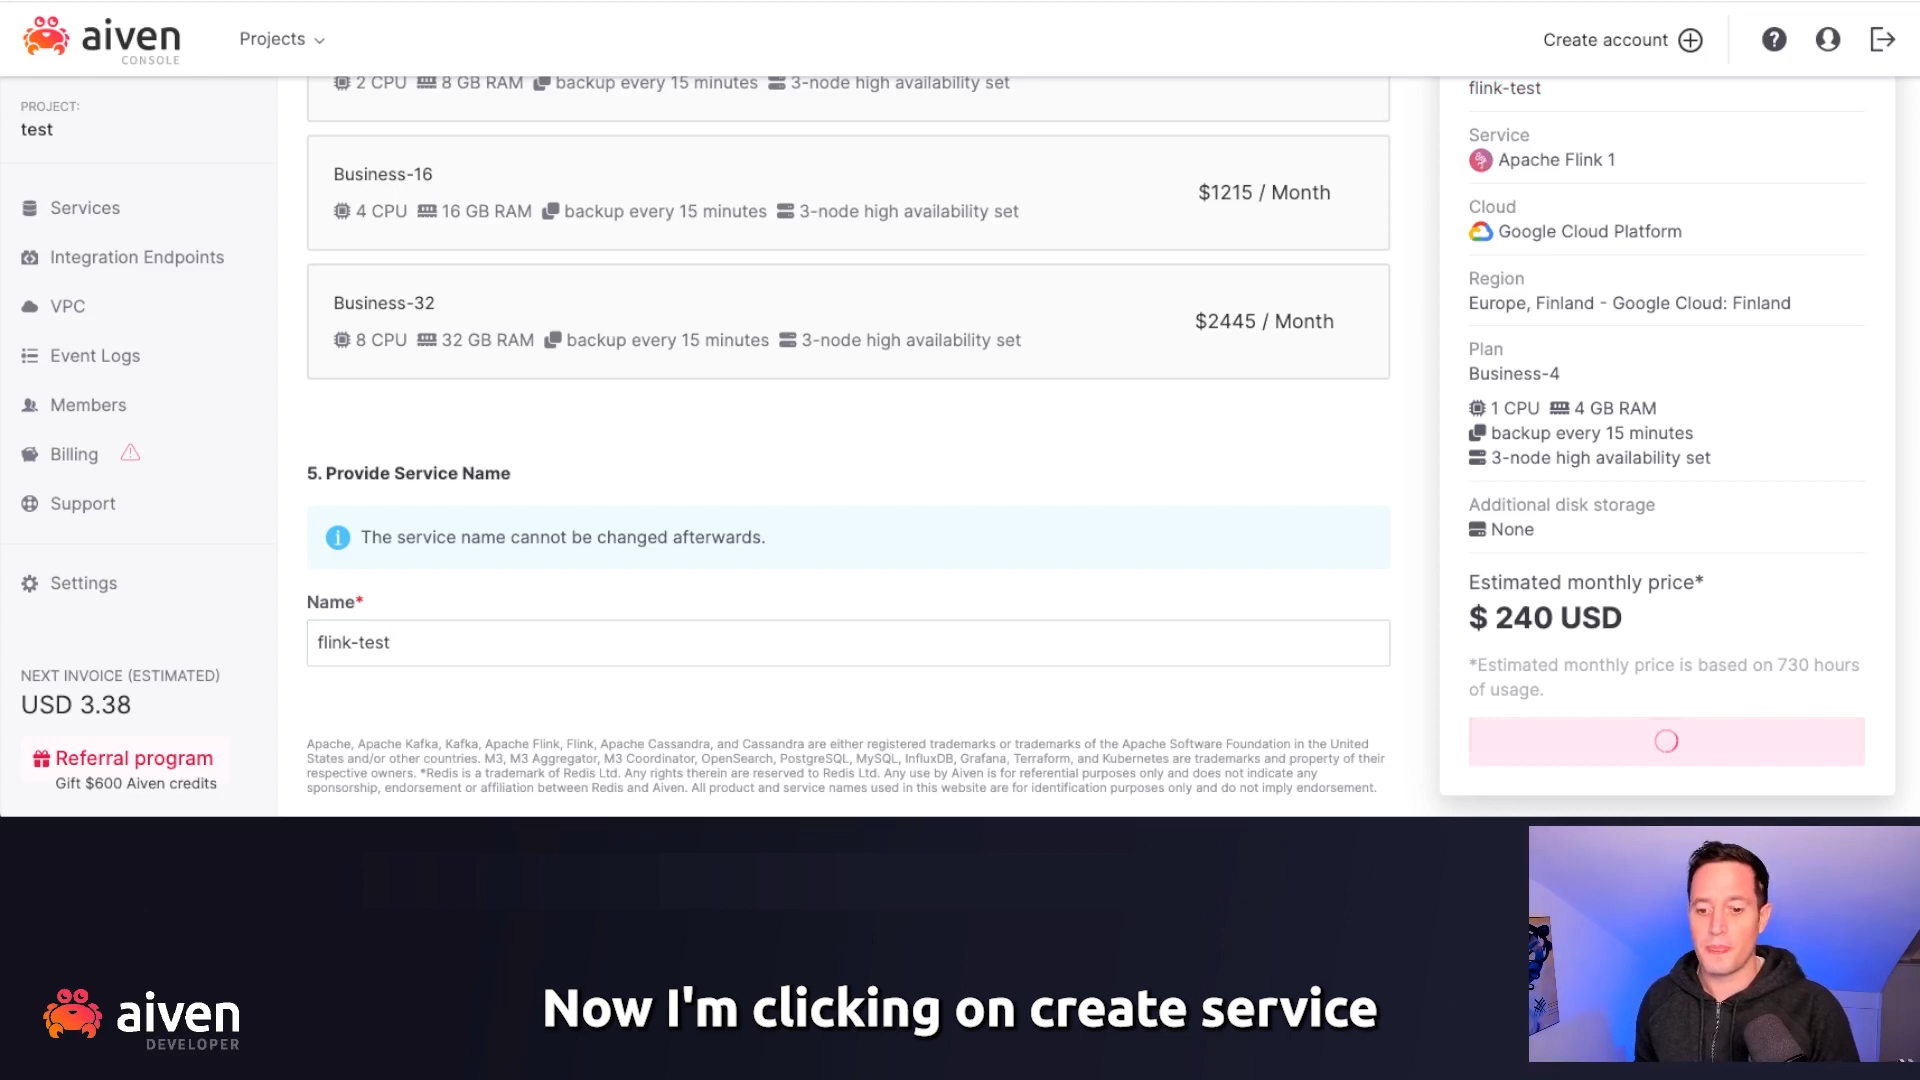 aiven
CONSOLE
Projects
Create account
?
PROJECT:
test
Services
Integration Endpoints
VPC
Event Logs
Members
Billing
Support
Settings
NEXT INVOICE (ESTIMATED)
USD 3.38
Referral program
Gift $600 Aiven credits
2 CPU 8 GB RAM backup every 15 minutes 3-node high availability set
Business-16
4 CPU 16 GB RAM backup every 15 minutes 3-node high availability set
$1215 / Month
Business-32
8 CPU 32 GB RAM backup every 15 minutes 3-node high availability set
$2445 / Month
5. Provide Service Name
The service name cannot be changed afterwards.
Name*
flink-test
Apache, Apache Kafka, Kafka, Apache Flink, Flink, Apache Cassandra, and Cassandra are either registered trademarks or trademarks of the Apache Software Foundation in the United
States and/or other countries. M3, M3 Aggregator, M3 Coordinator, OpenSearch, PostgreSQL, MySQL, InfluxDB, Grafana, Terraform, and Kubernetes are trademarks and property of their
respective owners. *Redis is a trademark of Redis Ltd. Any rights therein are reserved to Redis Ltd. Any use by Aiven is for referential purposes only and does not indicate any
sponsorship, endorsement or affiliation between Redis and Aiven. All product and service names used in this website are for identification purposes only and do not imply endorsement.
flink-test
Service
Apache Flink 1
Cloud
Google Cloud Platform
Region
Europe, Finland - Google Cloud: Finland
Plan
Business-4
1 CPU 4 GB RAM
backup every 15 minutes
3-node high availability set
Additional disk storage
None
Estimated monthly price*
$ 240 USD
*Estimated monthly price is based on 730 hours
of usage.
aiven
DEVELOPER
Now I'm clicking on create service